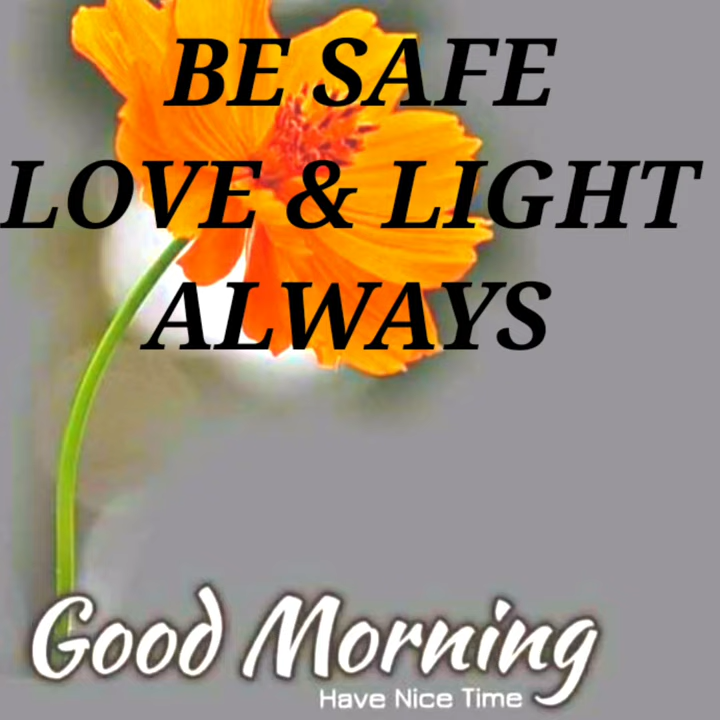 BE SAFE
LOVE & LIGHT
ALWAYS
Good Morning
Have Nice Time